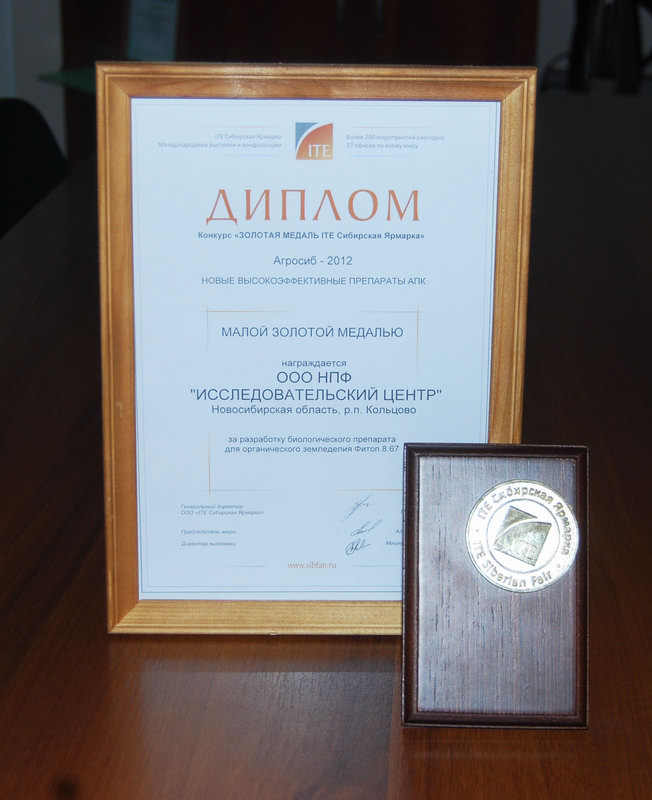 ITE Сибирская Ярмарка
Международные выставки и конференции
ITE
Более 200 мероприятий ежегодно
27 офисов по всему миру
ДИПЛОМ
Конкурс «ЗОЛОТАЯ МЕДАЛЬ ITE Сибирская Ярмарка»
Агросиб - 2012
НОВЫЕ ВЫСОКОЭФФЕКТИВНЫЕ ПРЕПАРАТЫ АПК
МАЛОЙ ЗОЛОТОЙ МЕДАЛЬЮ
награждается
ООО НПФ
"ИССЛЕДОВАТЕЛЬСКИЙ ЦЕНТР"
Новосибирская область, р.п. Кольцово
за разработку биологического препарата
для органического земледелия Фитоп 8.67
Генеральный директор
ООО «ITE Сибирская Ярмарка»
Председатель жюри
Директор выставки
www.sibfair.ru
ITE Сибирская Ярмарка
ITE Siberian Fair